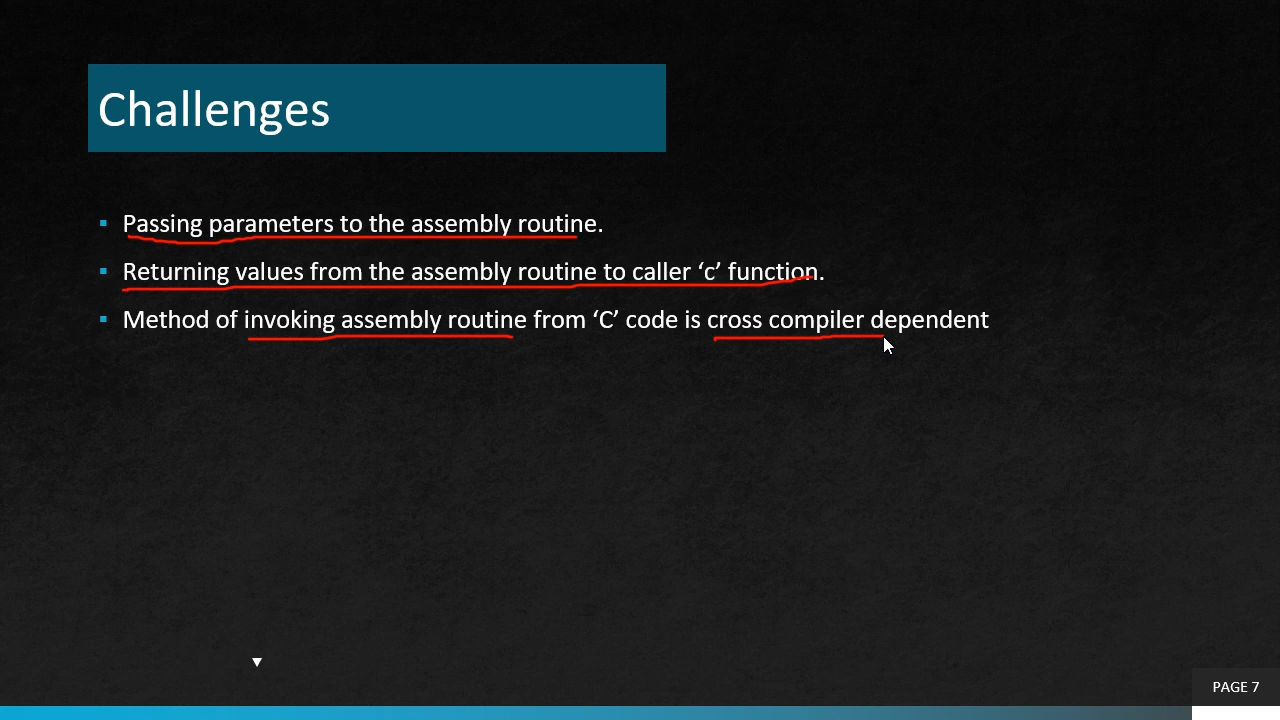 Challenges
Passing parameters to the assembly routine.
Returning values from the assembly routine to caller ‘c’ function.
Method of invoking assembly routine from ‘C’ code is cross compiler dependent
PAGE 7